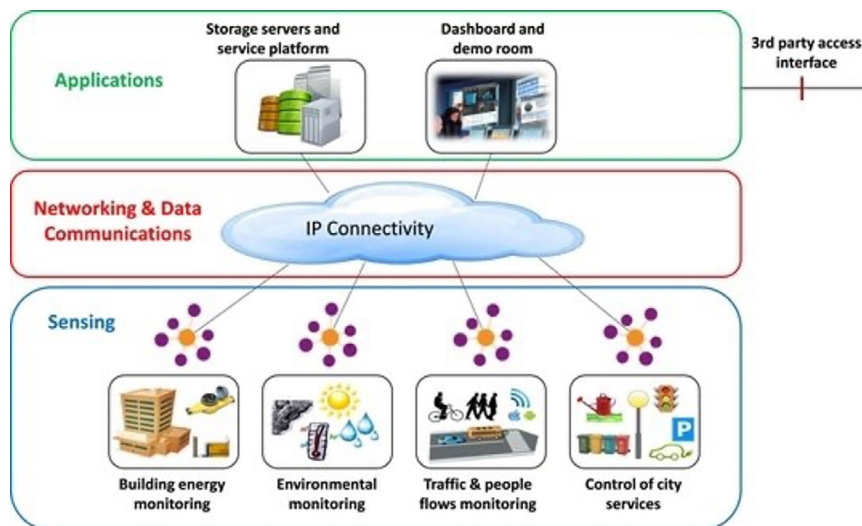 Storage servers and
service platform
Dashboard and
demo room
3rd party access
interface
Applications
Networking & Data
Communications
IP Connectivity
Sensing
P
Building energy
monitoring
Environmental
monitoring
Traffic & people
flows monitoring
Control of city
services